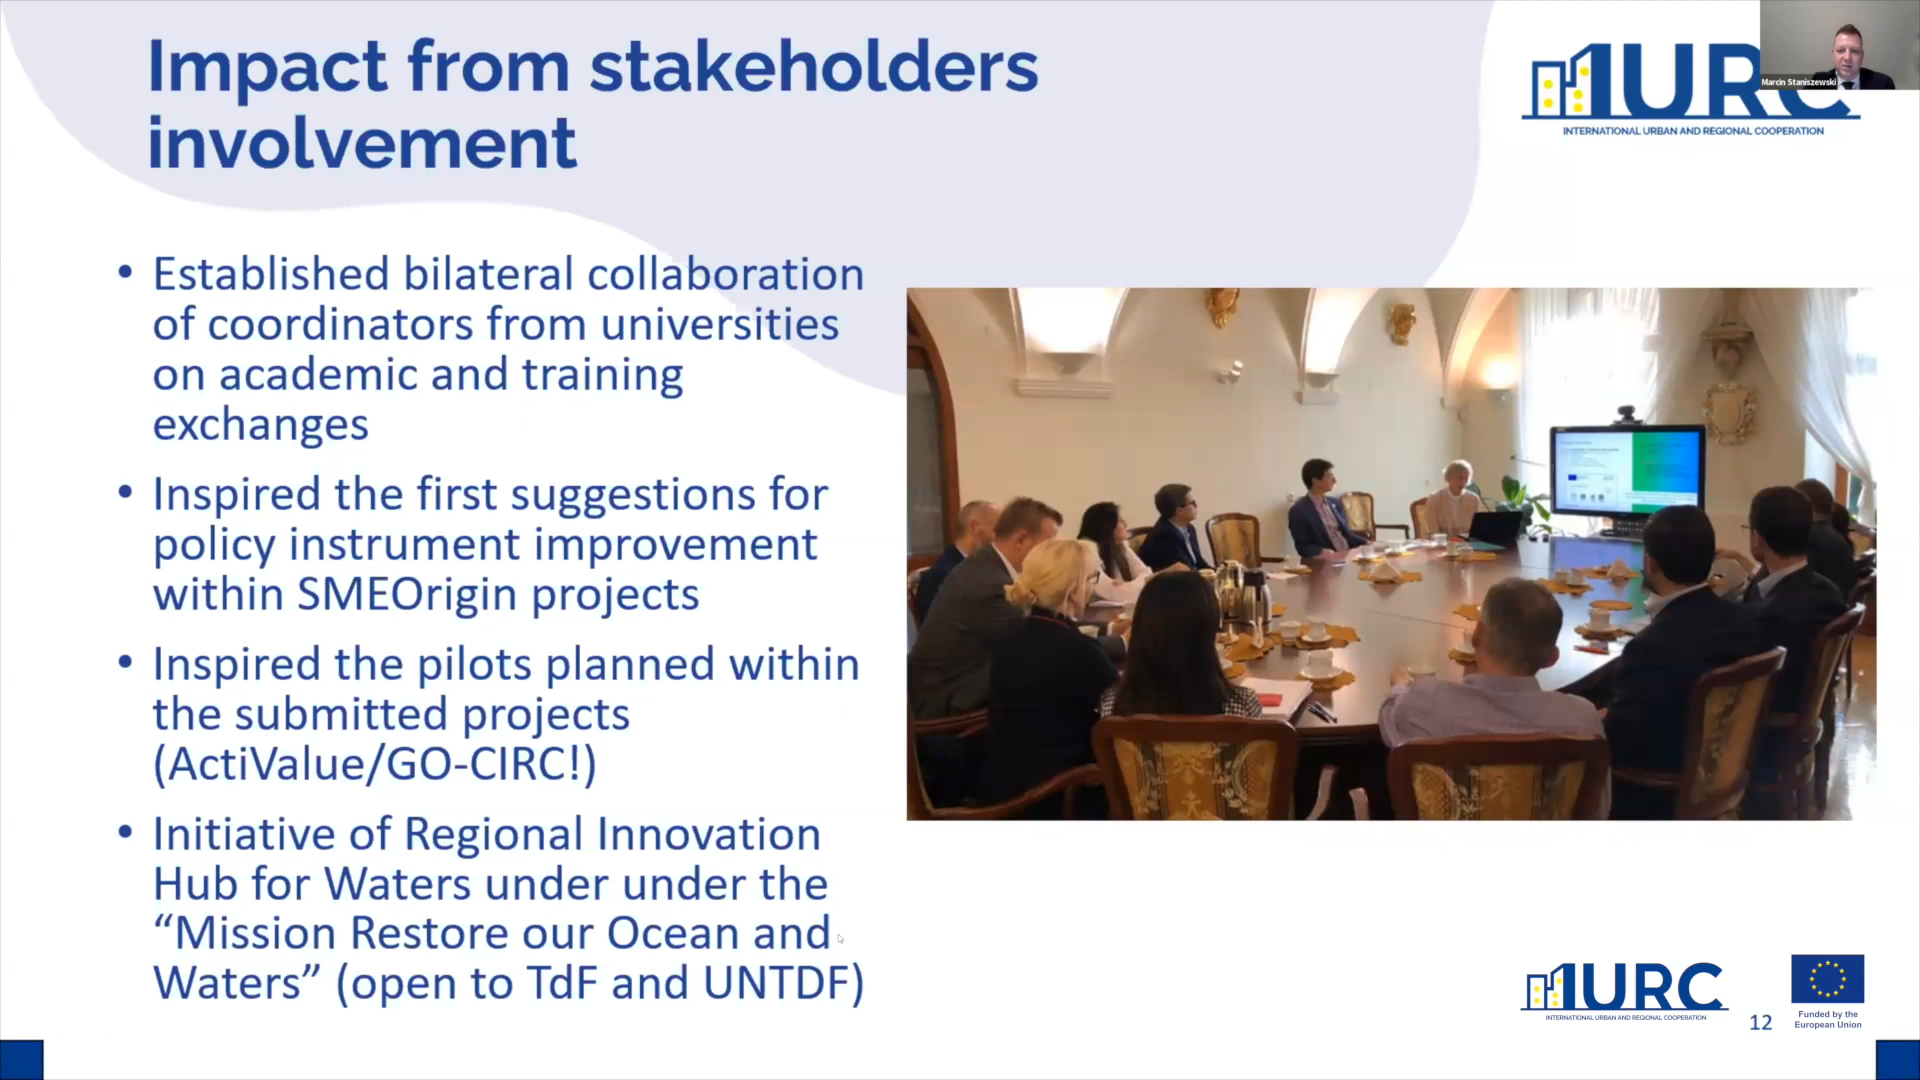 Impact from stakeholders
involvement
IURC
INTERNATIONAL URBAN AND REGIONAL COOPERATION
Marcin Staniszewski
• Established bilateral collaboration
of coordinators from universities
on academic and training
exchanges
• Inspired the first suggestions for
policy instrument improvement
within SMEOrigin projects
• Inspired the pilots planned within
the submitted projects
(ActiValue/GO-CIRC!)
• Initiative of Regional Innovation
Hub for Waters under under the
“Mission Restore our Ocean and
Waters” (open to TdF and UNTDF)
IURC
INTERNATIONAL URBAN AND REGIONAL COOPERATION
12
Funded by the
European Union